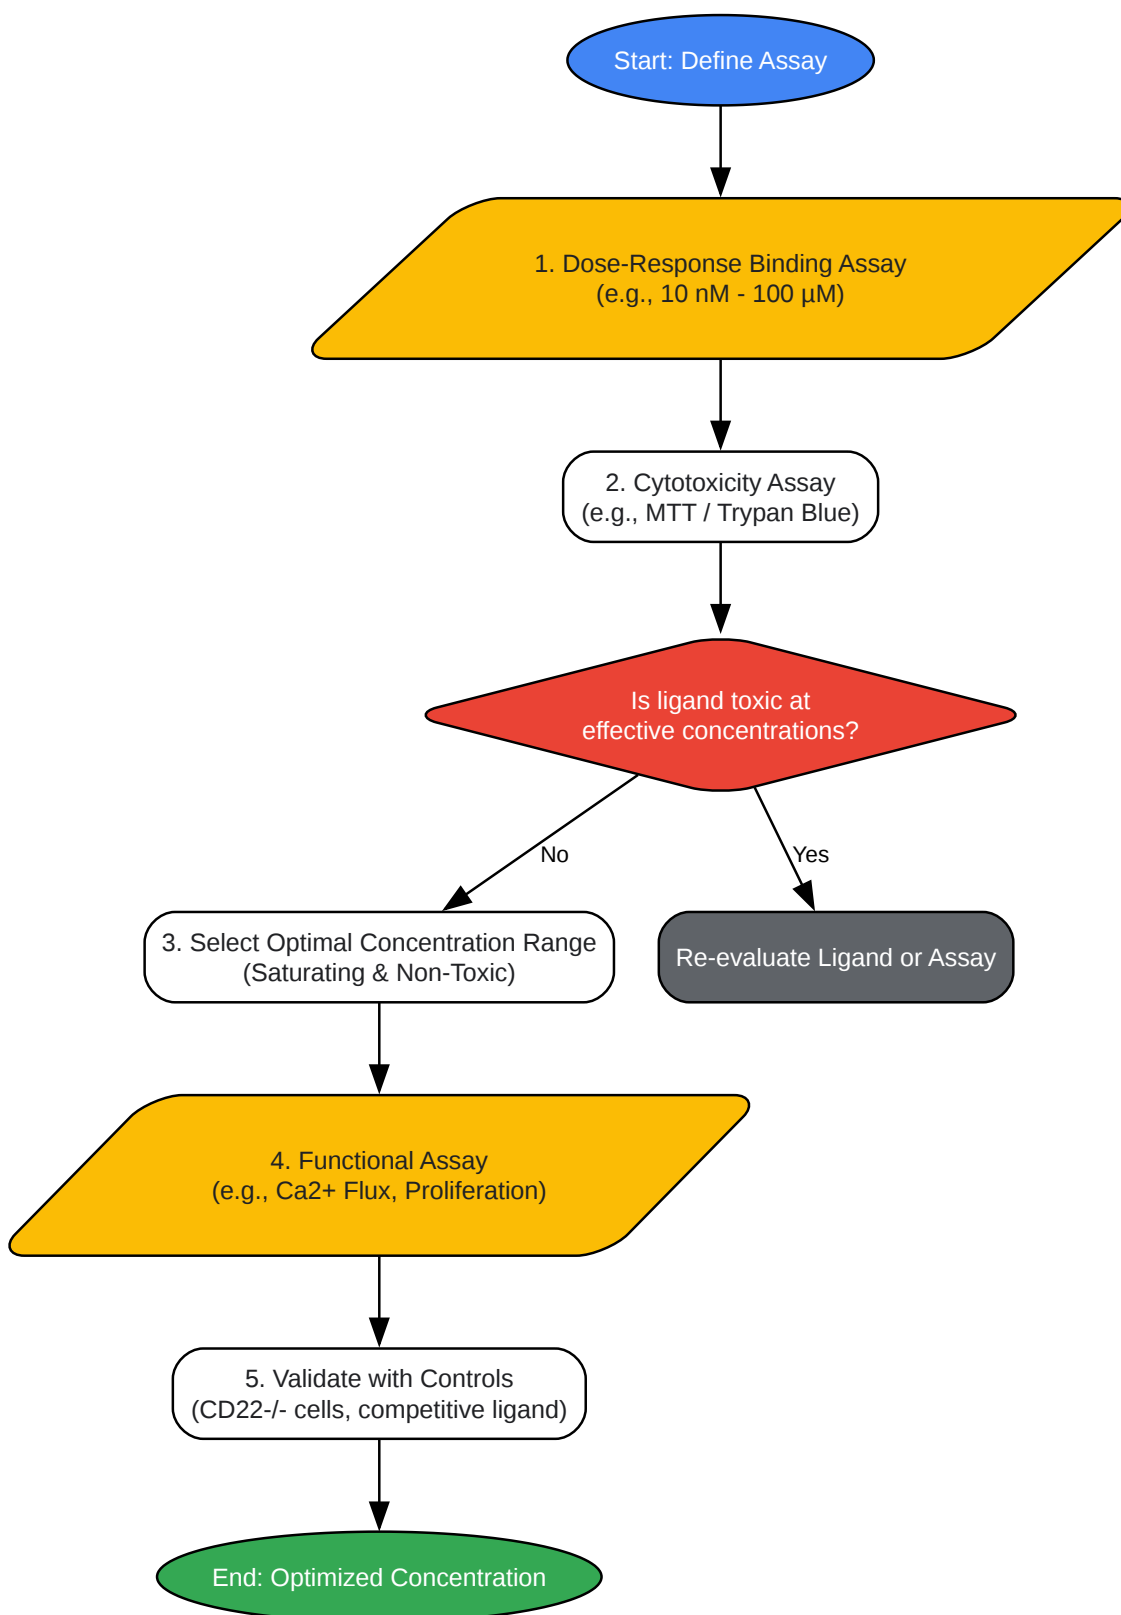 Start: Define Assay
1. Dose-Response Binding Assay
(e.g., 10 nM - 100 µM)
2. Cytotoxicity Assay
(e.g., MTT / Trypan Blue)
Is ligand toxic at
effective concentrations?
No
Yes
3. Select Optimal Concentration Range
(Saturating & Non-Toxic)
Re-evaluate Ligand or Assay
4. Functional Assay
(e.g., Ca2+ Flux, Proliferation)
5. Validate with Controls
(CD22-/- cells, competitive ligand)
End: Optimized Concentration